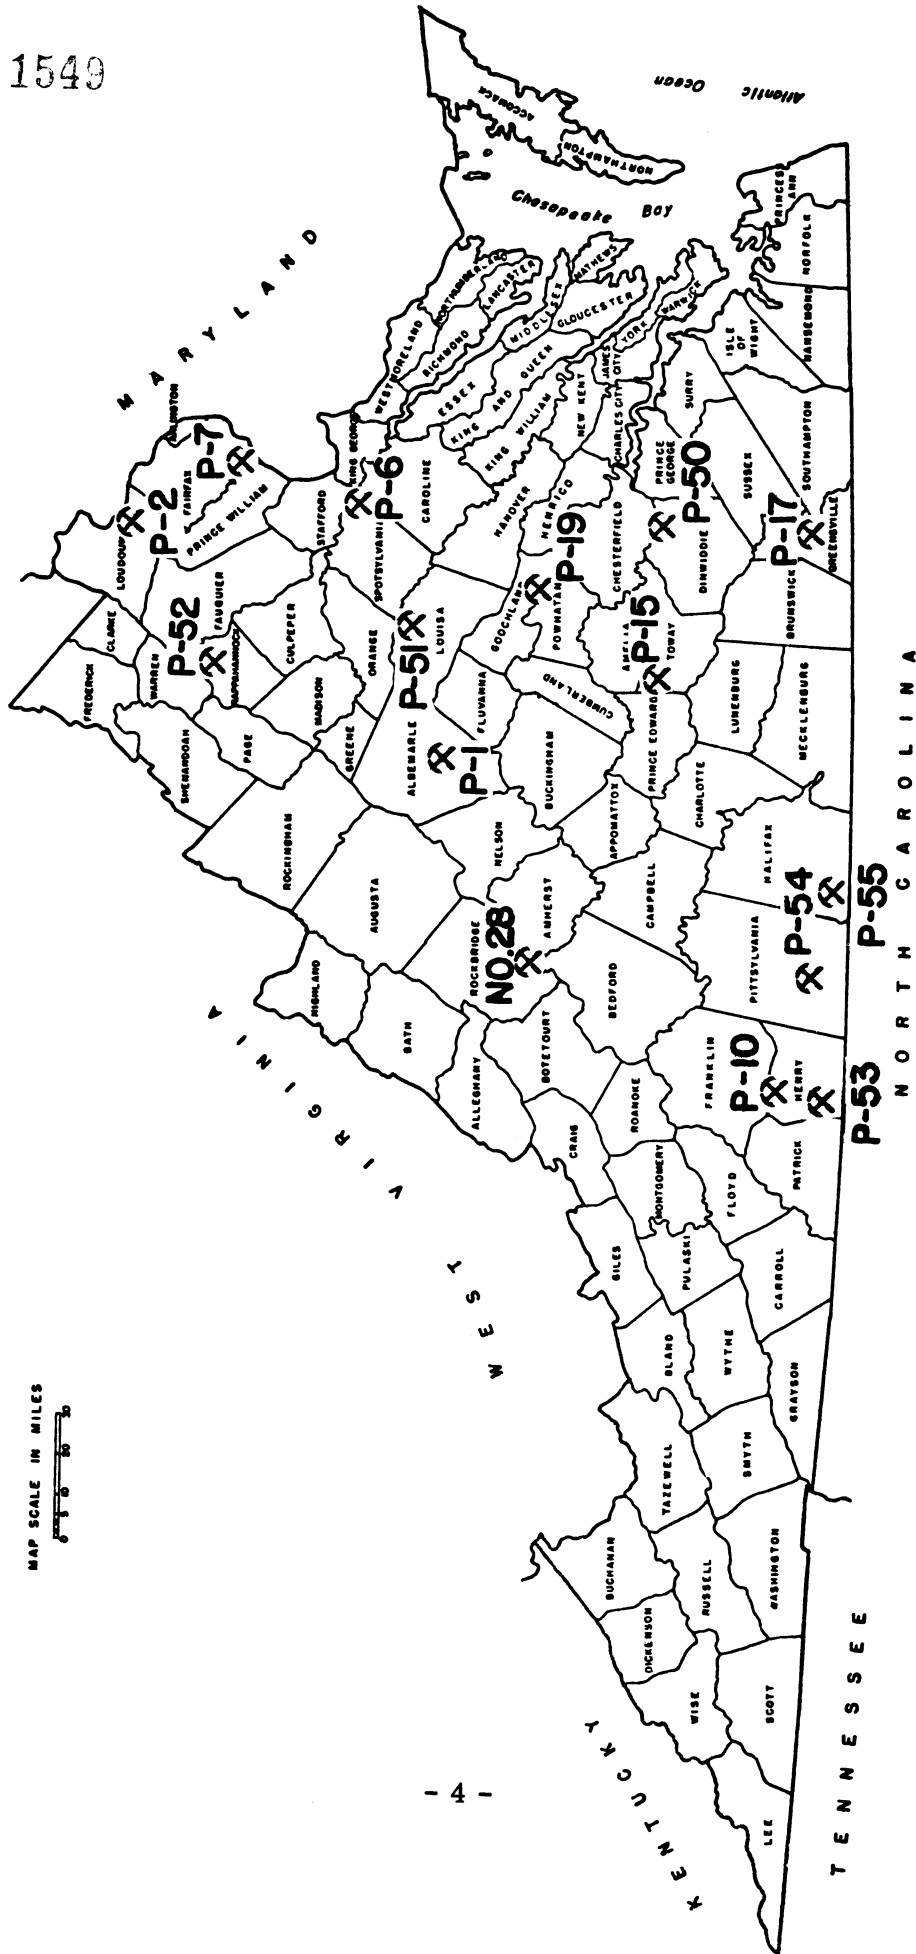 1549
MAP SCALE IN MILES
0 5 10 20 30
MARYLAND
WEST VIRGINIA
KENTUCKY
TENNESSEE
NORTH CAROLINA
Atlantic Ocean
Chesapeake Bay
ACCOMACK
NORTHAMPTON
PRINCESS ANN
NORFOLK
NANSEMOND
ISLE OF WIGHT
SOUTHAMPTON
SURRY
SUSSEX
PRINCE GEORGE
P-50
GREENSVILLE
P-17
DINWIDDIE
BRUNSWICK
CHESTERFIELD
CHARLES CITY
JAMES CITY
YORK
WARWICK
NEW KENT
GLOUCESTER
MATHEWS
MIDDLESEX
KING AND QUEEN
KING WILLIAM
ESSEX
LANCASTER
NORTHUMBERLAND
RICHMOND
WESTMORELAND
KING GEORGE
P-6
CAROLINE
HANOVER
HENRICO
P-19
POWHATAN
GOOCHLAND
AMELIA
P-15
TOWAY
LUNENBURG
MECKLENBURG
CUMBERLAND
PRINCE EDWARD
CHARLOTTE
BUCKINGHAM
APPOMATTOX
FLUVANNA
LOUISA
P-51
SPOTSYLVANIA
STAFFORD
PRINCE WILLIAM
FAIRFAX
ARLINGTON
P-7
P-2
LOUDOUN
CLARKE
FREDERICK
WARREN
P-52
FAUQUIER
RAPPAHANNOCK
CULPEPER
MADISON
ORANGE
GREENE
PAGE
SHENANDOAH
ROCKINGHAM
ALBEMARLE
P-1
NELSON
AUGUSTA
HIGHLAND
BATH
ROCKBRIDGE
NO.28
AMHERST
ALLEGHANY
BOTETOURT
BEDFORD
CAMPBELL
HALIFAX
P-54
P-55
PITTSYLVANIA
FRANKLIN
P-10
HENRY
P-53
PATRICK
ROANOKE
CRAIG
MONTGOMERY
FLOYD
GILES
PULASKI
CARROLL
BLAND
WYTHE
GRAYSON
TAZEWELL
SMYTH
BUCHANAN
RUSSELL
WASHINGTON
DICKENSON
WISE
SCOTT
LEE
- 4 -